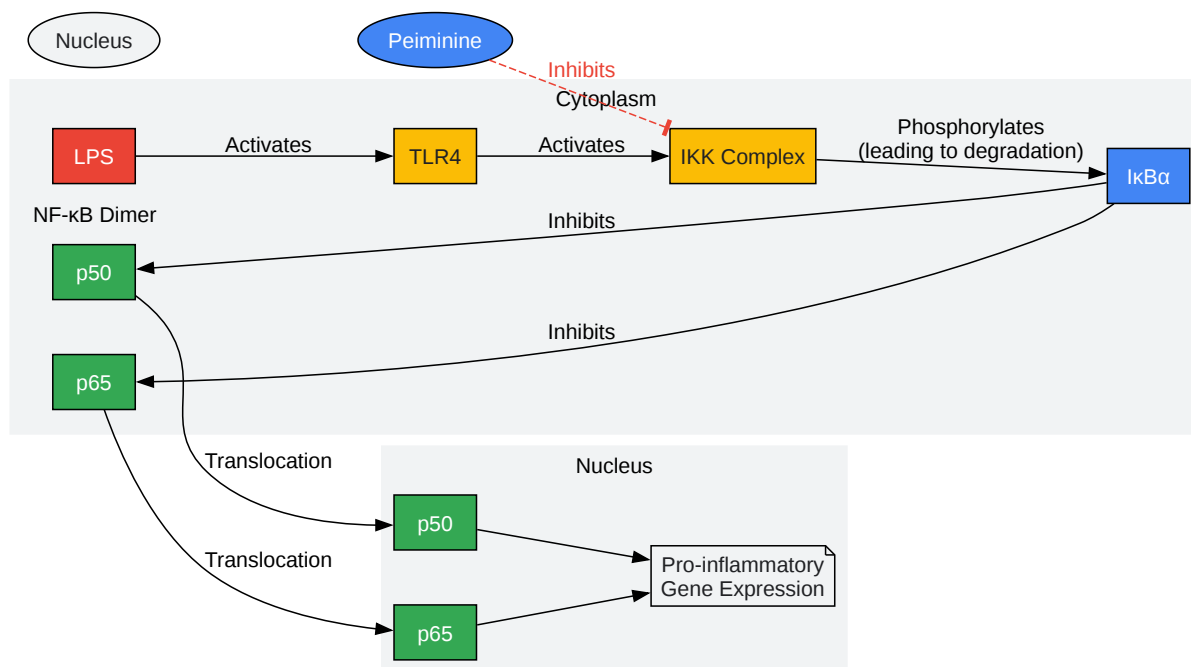 Nucleus
Peiminine
Inhibits
Cytoplasm
LPS
Activates
TLR4
Activates
IKK Complex
Phosphorylates
(leading to degradation)
IκBα
NF-κB Dimer
Inhibits
p50
Inhibits
p65
Translocation
Nucleus
p50
Translocation
Pro-inflammatory
Gene Expression
p65